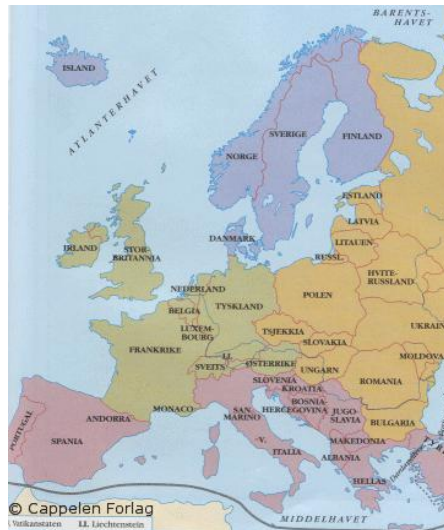 BARENTS-
HAVET
ISLAND
ATLANTERHAVET
SVERIGE
FINLAND
NORGE
ESTLAND
LATVIA
DANMARK
LITAUEN
RUSSL.
IRLAND
STOR-
BRITANNIA
HVITE-
RUSSLAND
NEDERLAND
POLEN
BELGIA
TYSKLAND
LUXEM-
BOURG
TSJEKKIA
UKRAIN
SLOVAKIA
FRANKRIKE
LI.
ØSTERRIKE
MOLDOVA
SVEITS
UNGARN
SLOVENIA
ROMANIA
KROATIA
MONACO
SAN
MARINO
BOSNIA-
HERCEGOVINA
JUGO-
SLAVIA
ANDORRA
PORTUGAL
BULGARIA
SPANIA
-V.
ITALIA
MAKEDONIA
ALBANIA
HELLAS
MIDDELHAVET
© Cappelen Forlag
Vatikanstaten LI. Liechtenstein